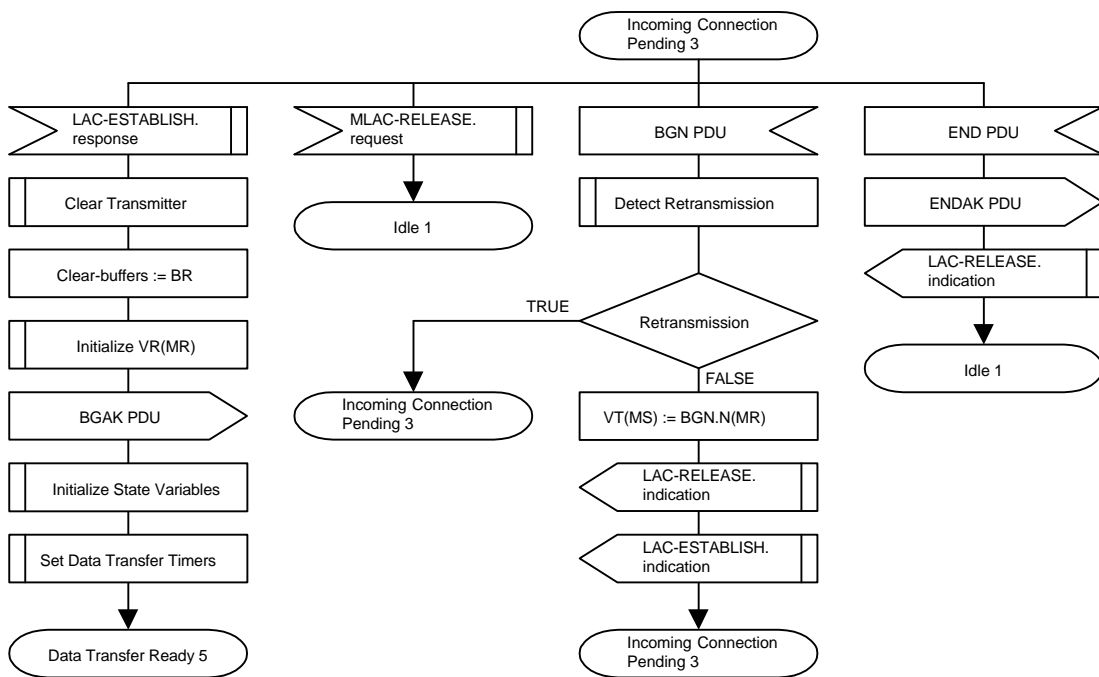 Incoming Connection
Pending 3
LAC-ESTABLISH.
response
Clear Transmitter
Clear-buffers := BR
Initialize VR(MR)
BGAK PDU
Initialize State Variables
Set Data Transfer Timers
Data Transfer Ready 5
MLAC-RELEASE.
request
Idle 1
BGN PDU
Detect Retransmission
Retransmission
TRUE
Incoming Connection
Pending 3
FALSE
VT(MS) := BGN.N(MR)
LAC-RELEASE.
indication
LAC-ESTABLISH.
indication
Incoming Connection
Pending 3
END PDU
ENDAK PDU
LAC-RELEASE.
indication
Idle 1